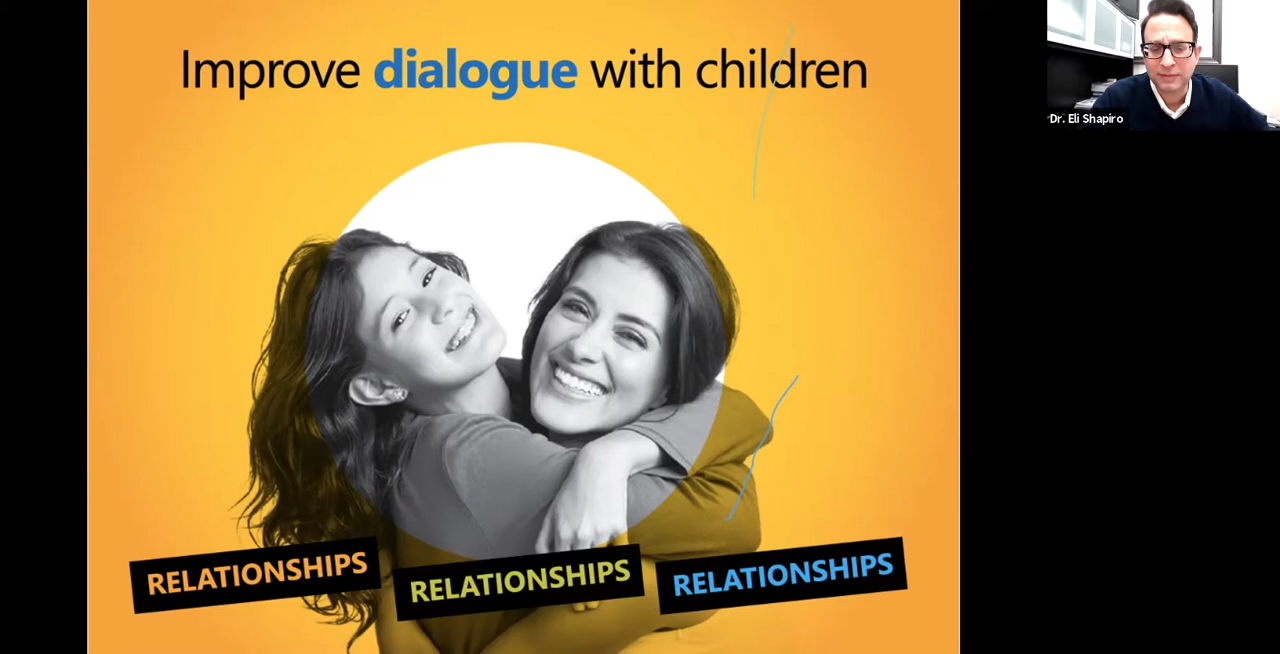 Improve dialogue with children
RELATIONSHIPS
RELATIONSHIPS
RELATIONSHIPS
Dr. Eli Shapiro